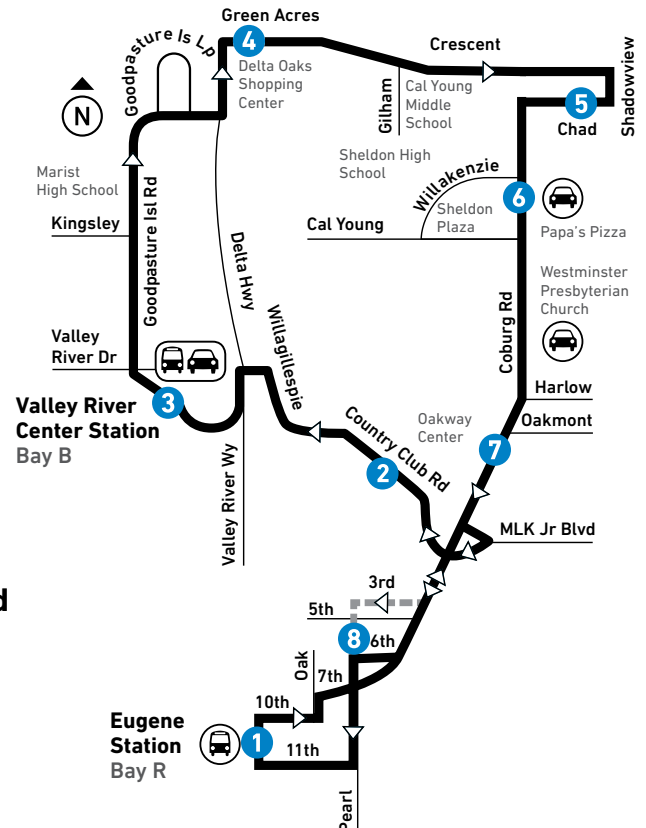 Green Acres
4
Goodpasture Is Lp
Delta Oaks
Shopping
Center
Crescent
Shadowview
N
Gilham
Cal Young
Middle
School
5
Chad
Marist
High School
Sheldon High
School
Willakenzie
6
Sheldon
Plaza
Papa's Pizza
Kingsley
Goodpasture Isl Rd
Cal Young
Delta Hwy
Westminster
Presbyterian
Church
Coburg Rd
Valley
River Dr
Willagillespie
3
Valley River
Center Station
Bay B
Harlow
Oakmont
Oakway
Center
7
Country Club Rd
2
Valley River Wy
MLK Jr Blvd
d
3rd
5th
8
6th
Oak
7th
10th
Eugene
Station
Bay R
1
11th
Pearl